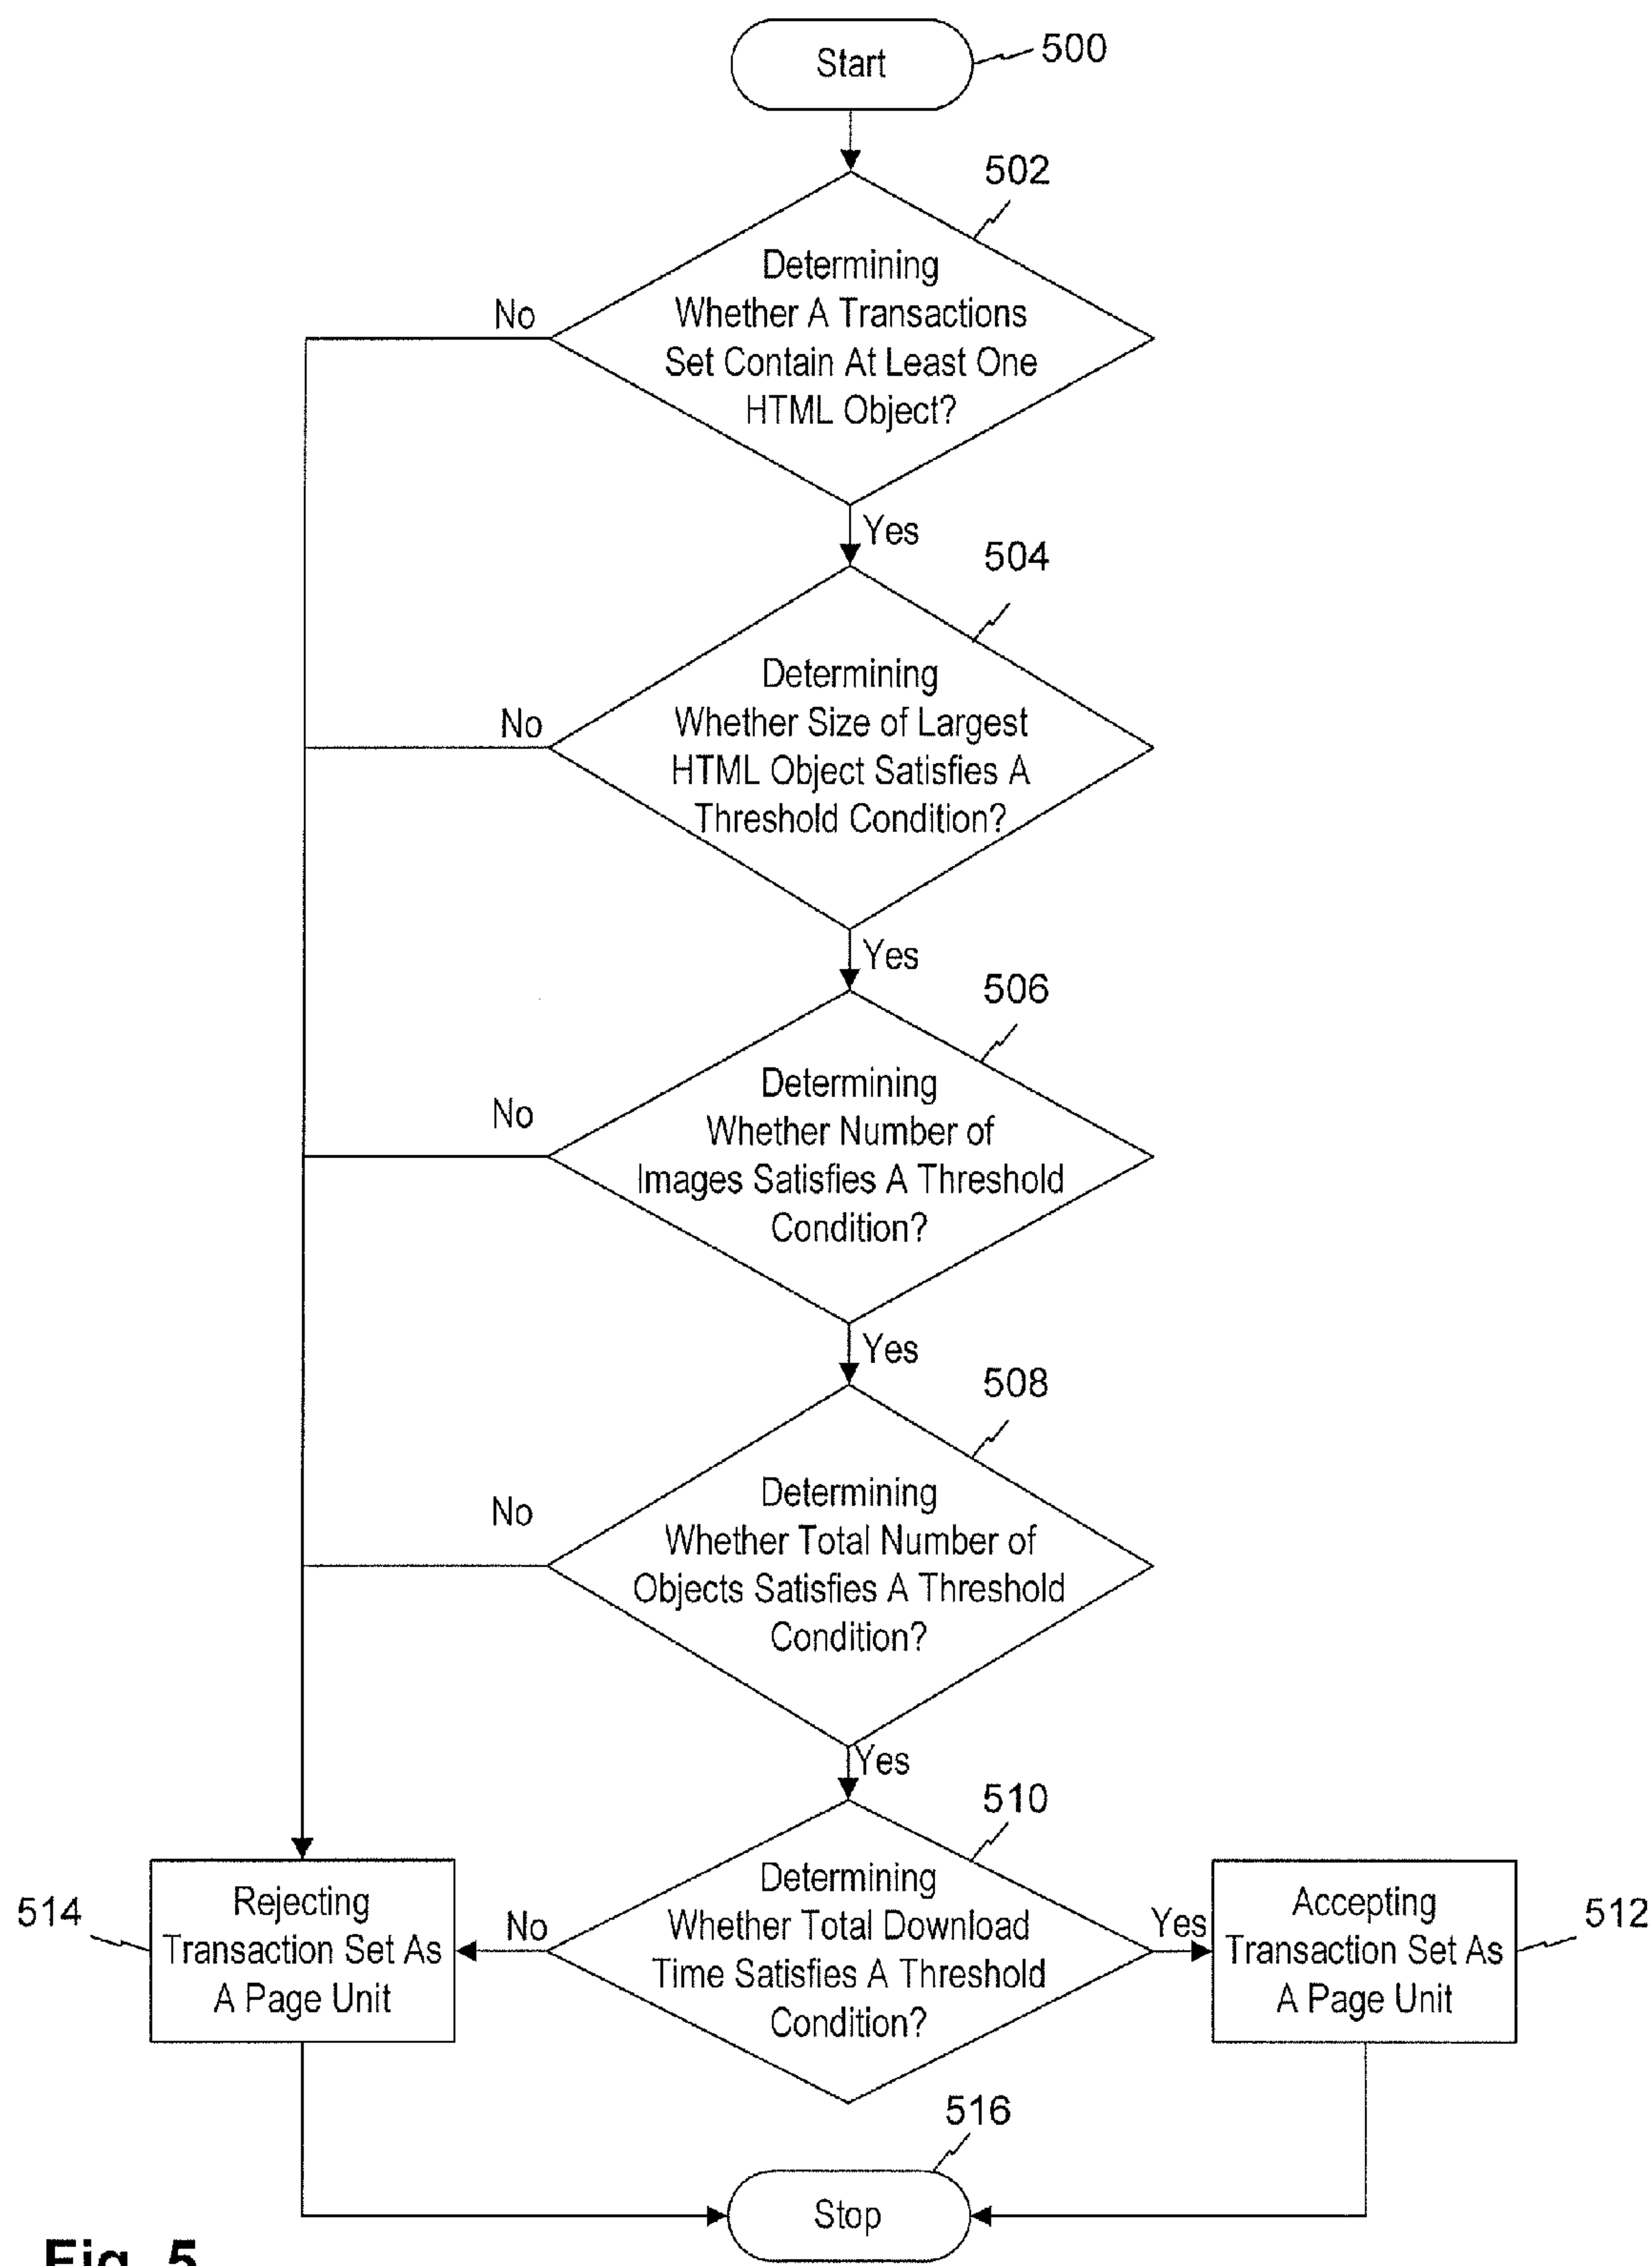 Start
500
502
Determining
Whether A Transactions
Set Contain At Least One
HTML Object?
No
Yes
504
Determining
Whether Size of Largest
HTML Object Satisfies A
Threshold Condition?
No
Yes
506
Determining
Whether Number of
Images Satisfies A Threshold
Condition?
No
Yes
508
Determining
Whether Total Number of
Objects Satisfies A Threshold
Condition?
No
Yes
510
Determining
Whether Total Download
Time Satisfies A Threshold
Condition?
No
Yes
514
Rejecting
Transaction Set As
A Page Unit
Accepting
Transaction Set As
A Page Unit
512
516
Stop
Fig. 5